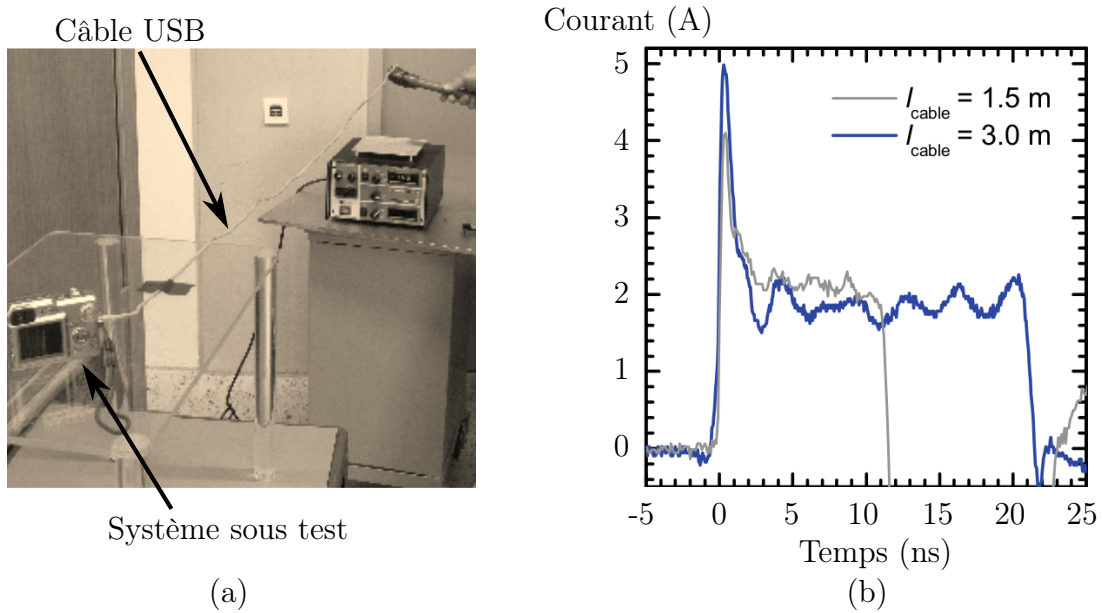 Câble USB
Système sous test
(a)
Courant (A)
5
4
3
2
1
0
l_cable = 1.5 m
l_cable = 3.0 m
-5 0 5 10 15 20 25
Temps (ns)
(b)